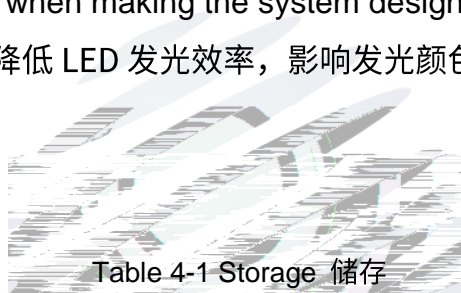 when making the system design
降低 LED 发光效率，影响发光颜色
Table 4-1 Storage 储存